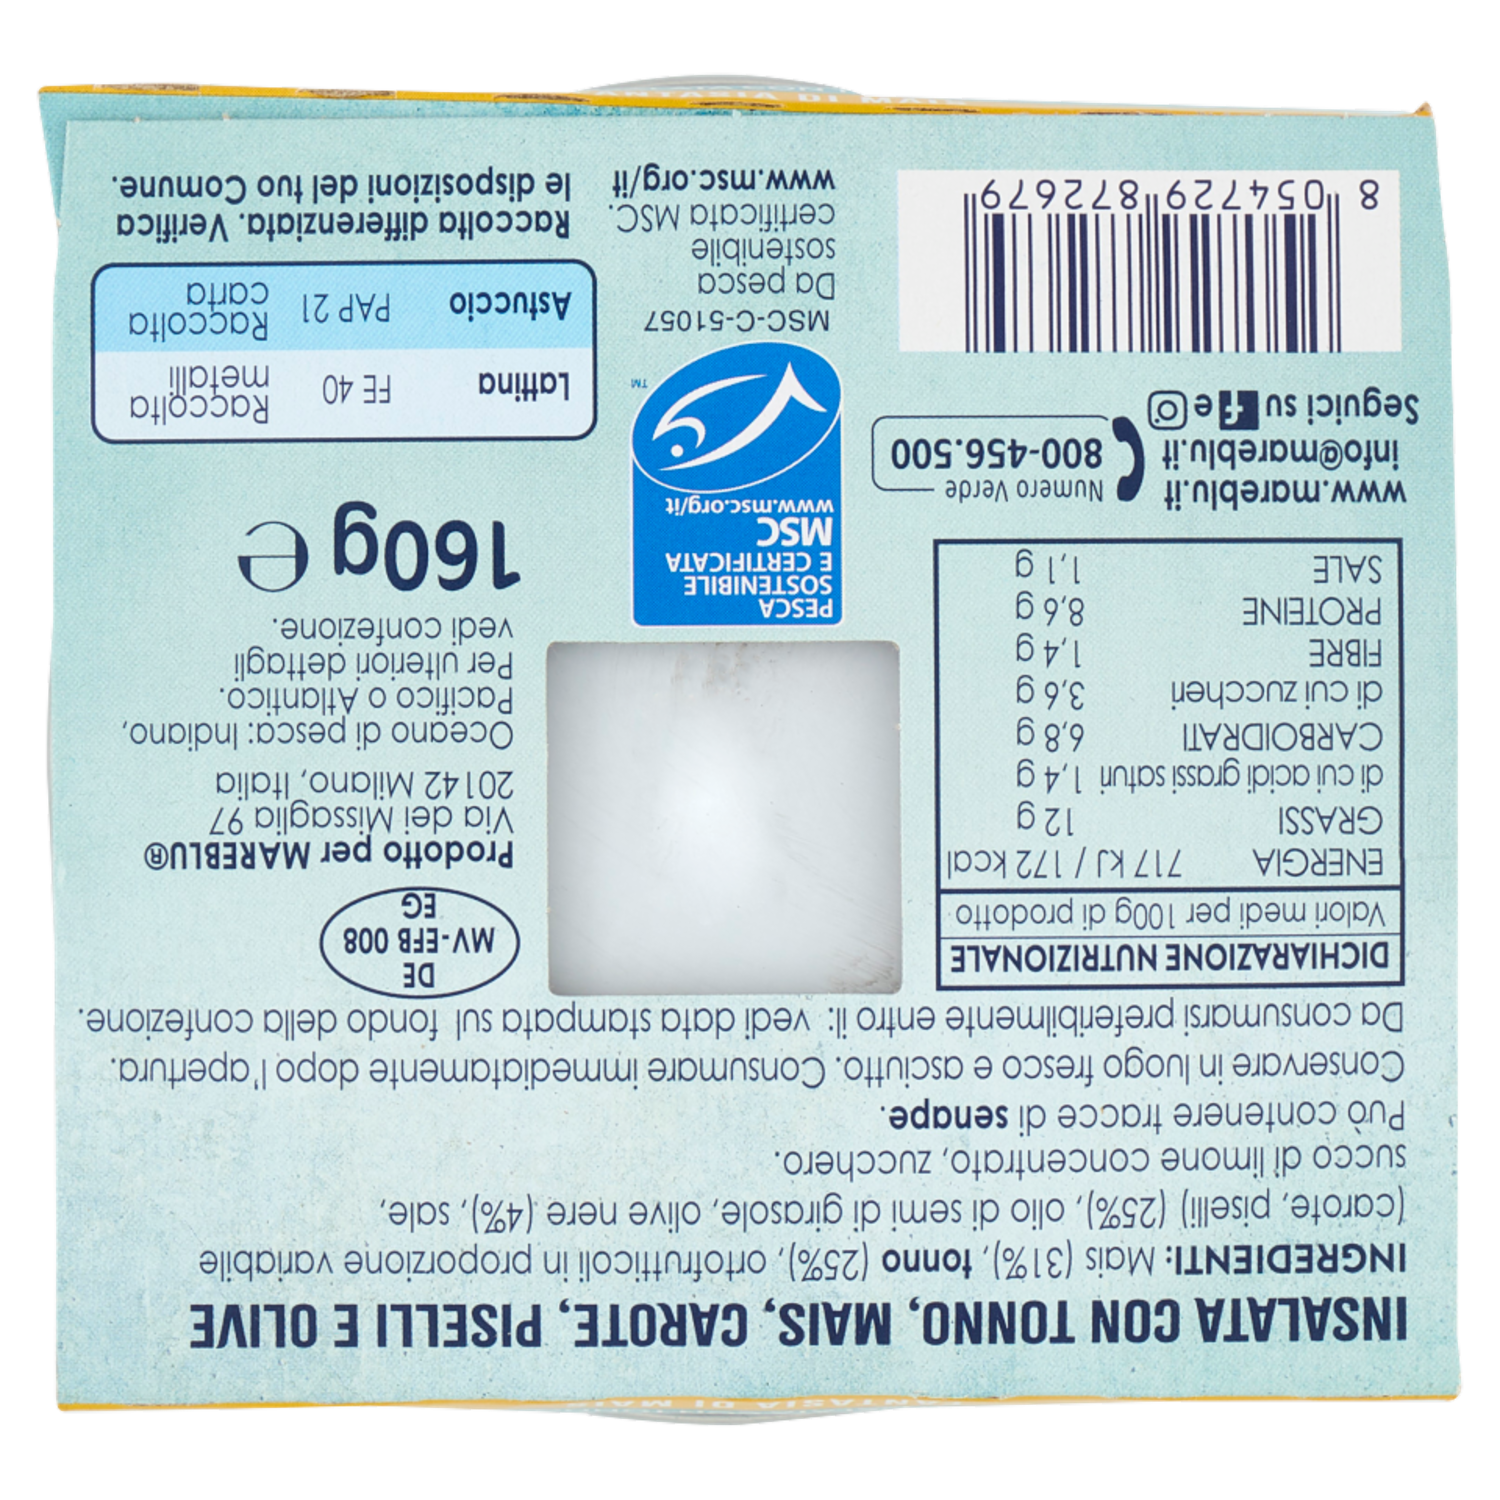 INSALATA CON TONNO, MAIS, CAROTE, PISELLI E OLIVE
INGREDIENTI: Mais (31%), tonno (25%), ortofrutticoli in proporzione variabile
(carote, piselli) (25%), olio di semi di girasole, olive nere (4%), sale,
succo di limone concentrato, zucchero.
Può contenere tracce di senape.
Conservare in luogo fresco e asciutto. Consumare immediatamente dopo l'apertura.
Da consumarsi preferibilmente entro il: vedi data stampata sul fondo della confezione.
DICHIARAZIONE NUTRIZIONALE
Valori medi per 100g di prodotto
ENERGIA 717 kJ / 172 kcal
GRASSI 12 g
di cui acidi grassi saturi 1,4 g
CARBOIDRATI 6,8 g
di cui zuccheri 3,6 g
FIBRE 1,4 g
PROTEINE 8,6 g
SALE 1,1 g
www.mareblu.it
info@mareblu.it
Seguici su f e
Numero Verde
800-456.500
8 054729 872679
PESCA
SOSTENIBILE
E CERTIFICATA
MSC
www.msc.org/it
TM
MSC-C-51057
Da pesca
sostenibile
certificata MSC.
www.msc.org/it
DE
MV-EFB 008
EG
Prodotto per MAREBLU®
Via dei Missaglia 97
20142 Milano, Italia
Oceano di pesca: Indiano,
Pacifico o Atlantico.
Per ulteriori dettagli
vedi confezione.
160g e
Lattina FE 40 Raccolta metalli
Astuccio PAP 21 Raccolta carta
Raccolta differenziata. Verifica
le disposizioni del tuo Comune.